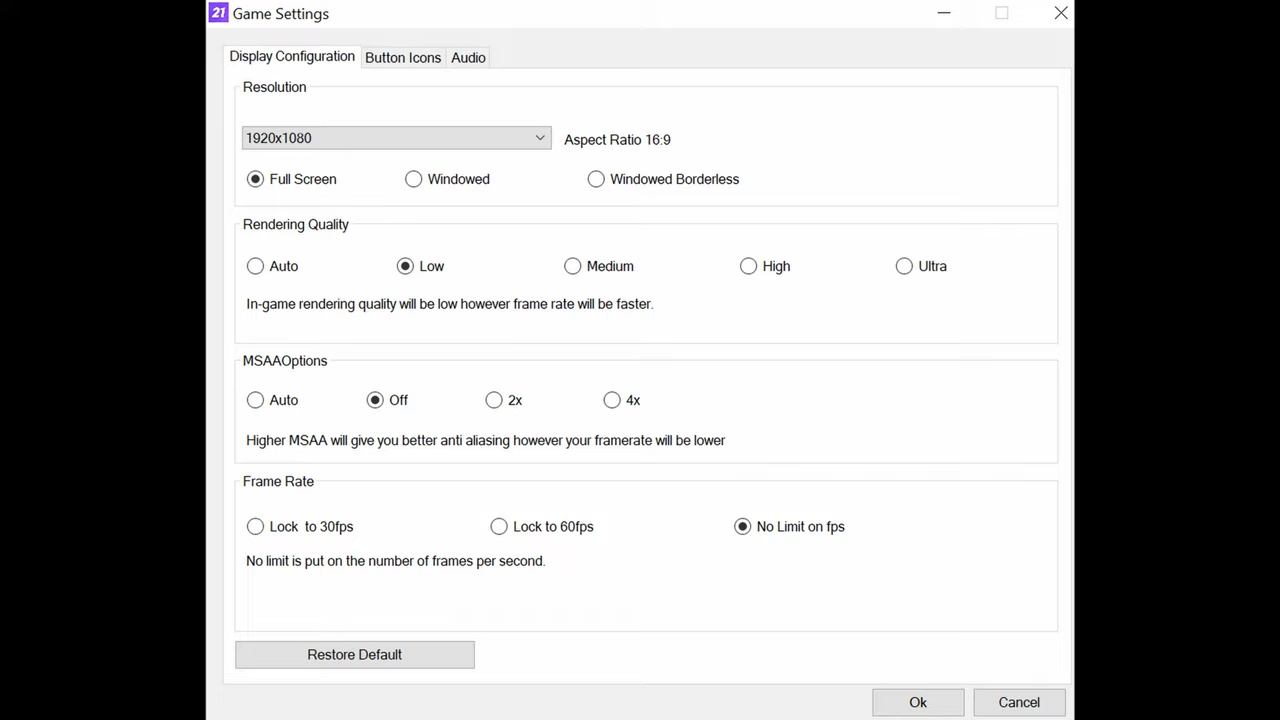 21 Game Settings
Display Configuration Button Icons Audio
Resolution
1920x1080 Aspect Ratio 16:9
Full Screen Windowed Windowed Borderless
Rendering Quality
Auto Low Medium High Ultra
In-game rendering quality will be low however frame rate will be faster.
MSAAOptions
Auto Off 2x 4x
Higher MSAA will give you better anti aliasing however your framerate will be lower
Frame Rate
Lock  to 30fps Lock to 60fps No Limit on fps
No limit is put on the number of frames per second.
Restore Default
Ok Cancel